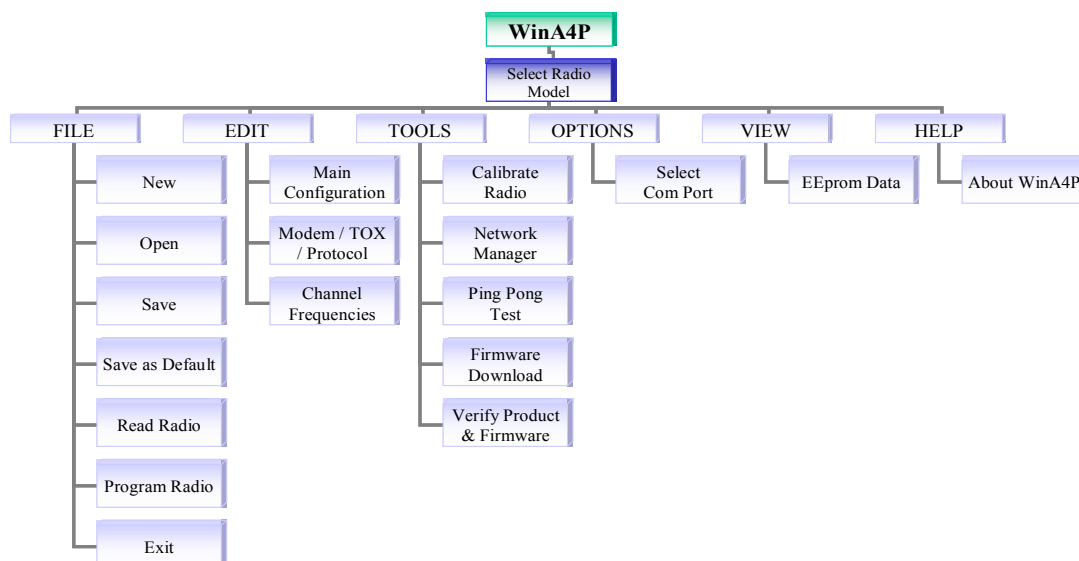 WinA4P
Select Radio
Model
FILE
EDIT
TOOLS
OPTIONS
VIEW
HELP
New
Open
Save
Save as Default
Read Radio
Program Radio
Exit
Main
Configuration
Modem / TOX
/ Protocol
Channel
Frequencies
Calibrate
Radio
Network
Manager
Ping Pong
Test
Firmware
Download
Verify Product
& Firmware
Select
Com Port
EEprom Data
About WinA4P